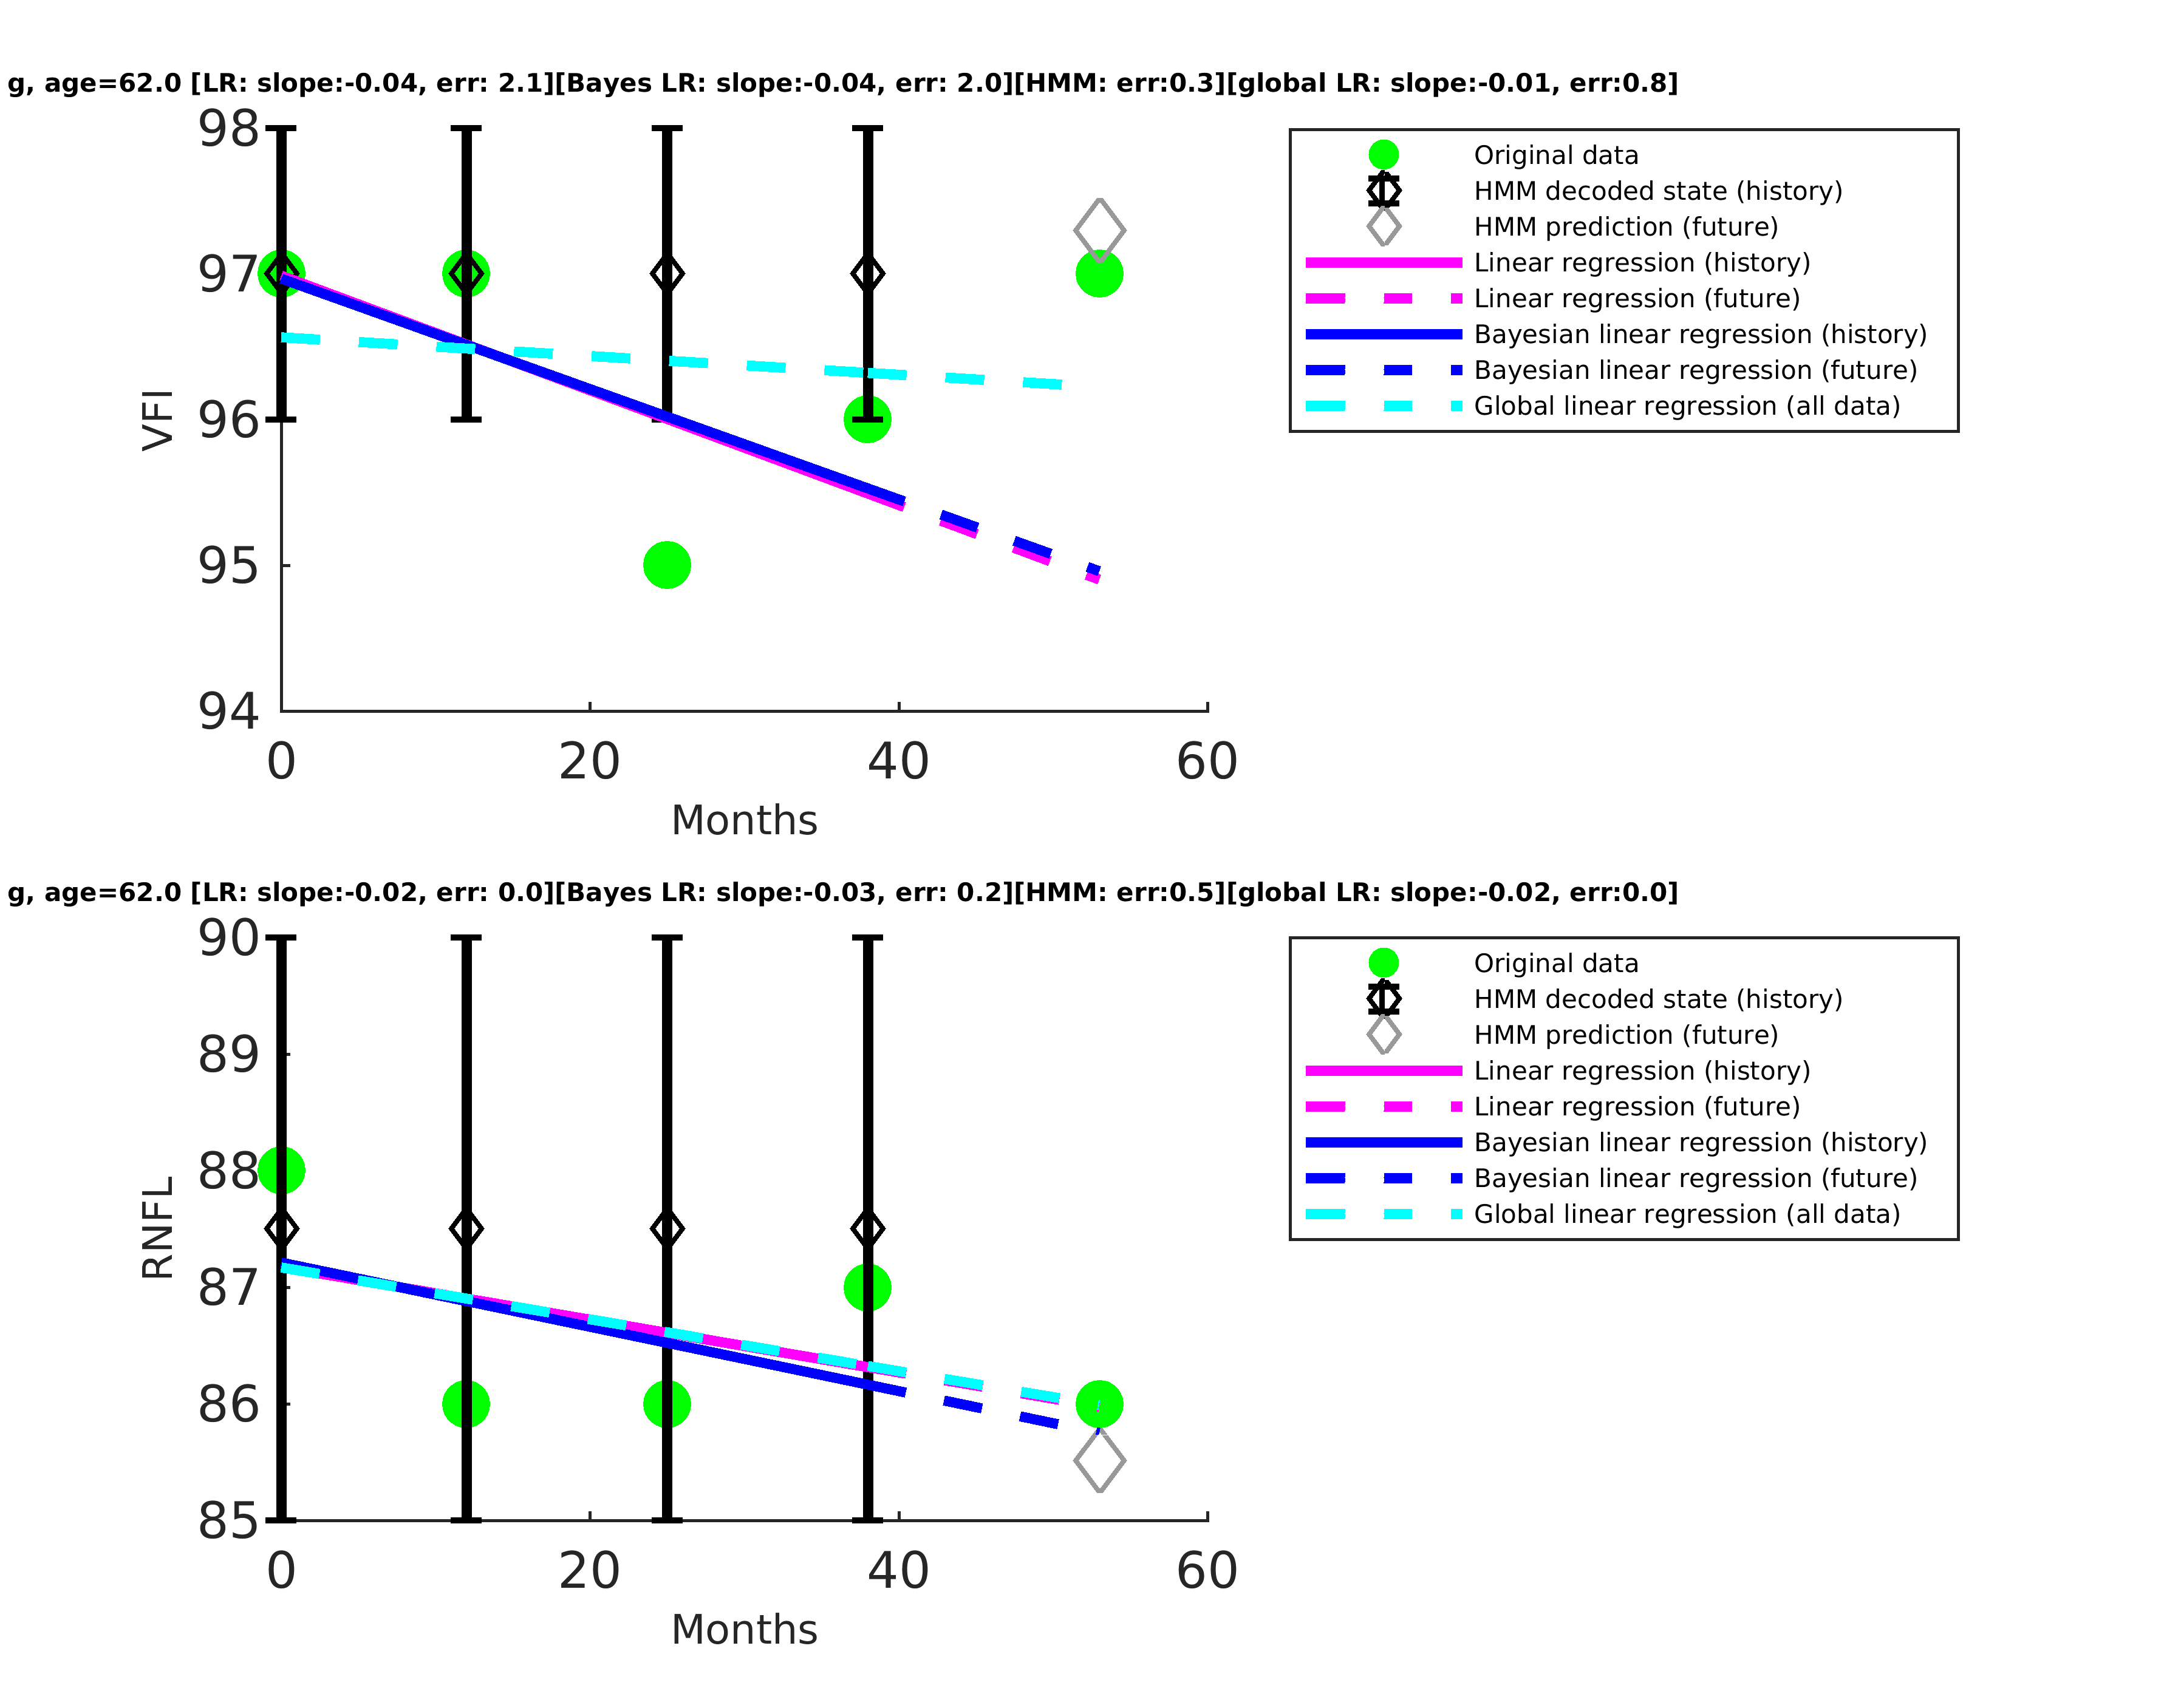 g, age=62.0 [LR: slope:-0.04, err: 2.1][Bayes LR: slope:-0.04, err: 2.0][HMM: err:0.3][global LR: slope:-0.01, err:0.8]
98
97
96
95
94
VFI
0 20 40 60
Months
Original data
HMM decoded state (history)
HMM prediction (future)
Linear regression (history)
Linear regression (future)
Bayesian linear regression (history)
Bayesian linear regression (future)
Global linear regression (all data)
g, age=62.0 [LR: slope:-0.02, err: 0.0][Bayes LR: slope:-0.03, err: 0.2][HMM: err:0.5][global LR: slope:-0.02, err:0.0]
90
89
88
87
86
85
RNFL
0 20 40 60
Months
Original data
HMM decoded state (history)
HMM prediction (future)
Linear regression (history)
Linear regression (future)
Bayesian linear regression (history)
Bayesian linear regression (future)
Global linear regression (all data)